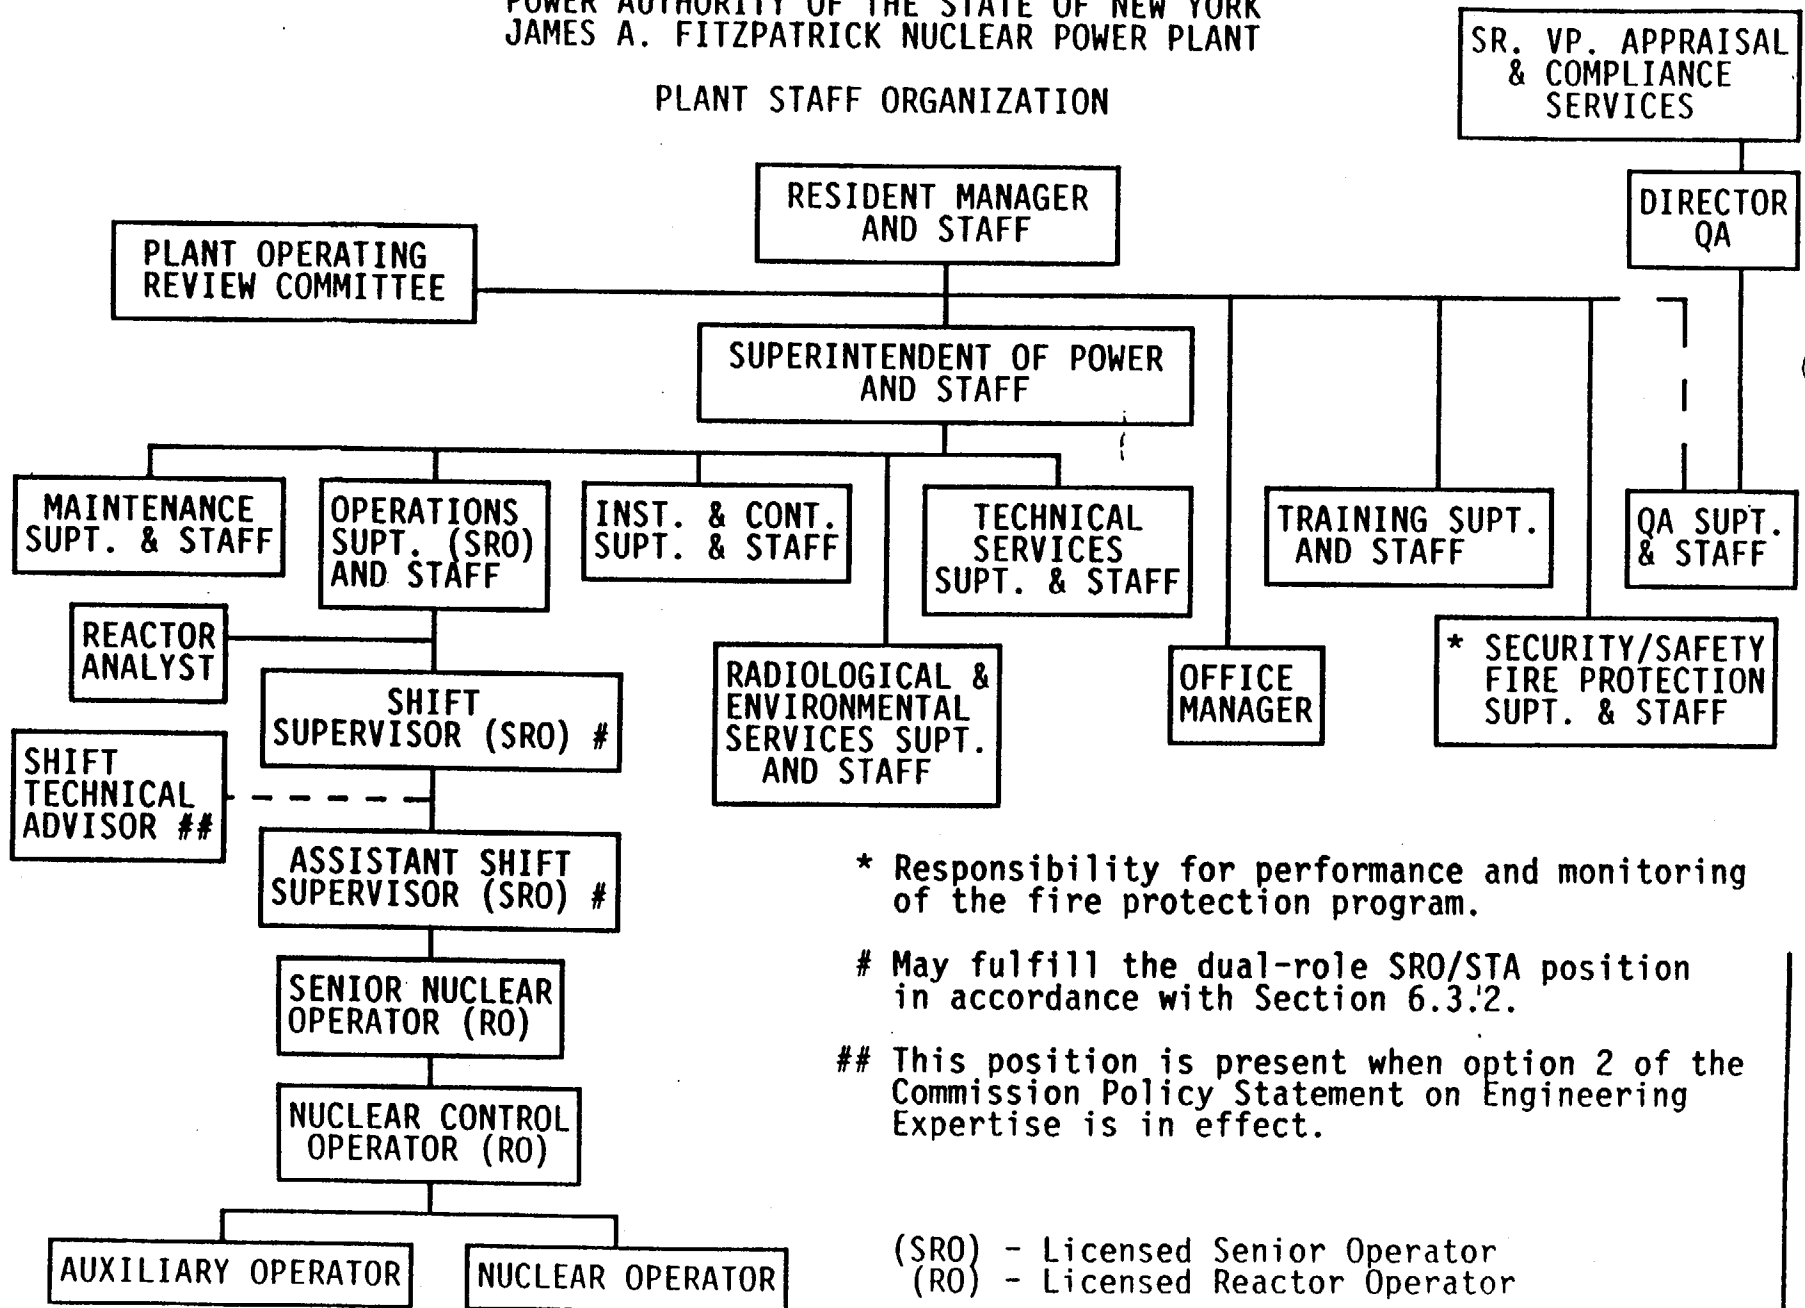 POWER AUTHORITY OF THE STATE OF NEW YORK
JAMES A. FITZPATRICK NUCLEAR POWER PLANT
PLANT STAFF ORGANIZATION
SR. VP. APPRAISAL
& COMPLIANCE
SERVICES
DIRECTOR
QA
RESIDENT MANAGER
AND STAFF
PLANT OPERATING
REVIEW COMMITTEE
SUPERINTENDENT OF POWER
AND STAFF
MAINTENANCE
SUPT. & STAFF
OPERATIONS
SUPT. (SRO)
AND STAFF
INST. & CONT.
SUPT. & STAFF
TECHNICAL
SERVICES
SUPT. & STAFF
TRAINING SUPT.
AND STAFF
QA SUPT.
& STAFF
REACTOR
ANALYST
SHIFT
SUPERVISOR (SRO) #
RADIOLOGICAL &
ENVIRONMENTAL
SERVICES SUPT.
AND STAFF
OFFICE
MANAGER
* SECURITY/SAFETY
FIRE PROTECTION
SUPT. & STAFF
SHIFT
TECHNICAL
ADVISOR ##
ASSISTANT SHIFT
SUPERVISOR (SRO) #
SENIOR NUCLEAR
OPERATOR (RO)
NUCLEAR CONTROL
OPERATOR (RO)
AUXILIARY OPERATOR
NUCLEAR OPERATOR
* Responsibility for performance and monitoring
of the fire protection program.
# May fulfill the dual-role SRO/STA position
in accordance with Section 6.3.2.
## This position is present when option 2 of the
Commission Policy Statement on Engineering
Expertise is in effect.
(SRO) - Licensed Senior Operator
(RO) - Licensed Reactor Operator